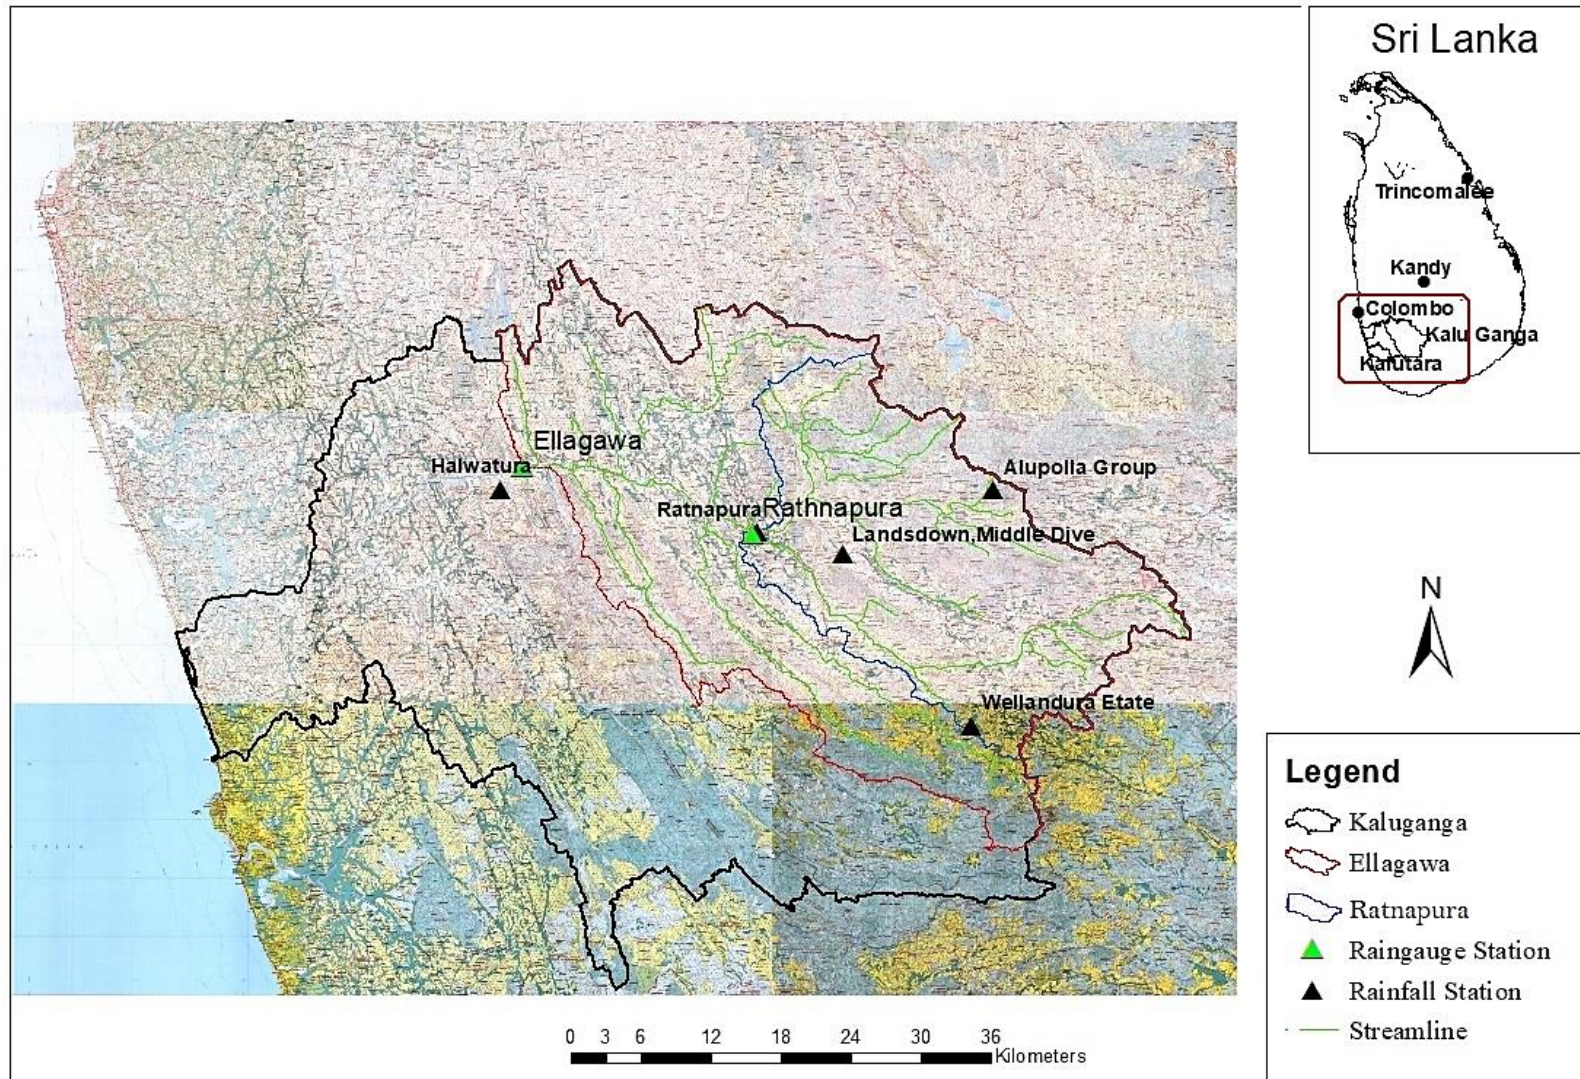 Sri Lanka
Trincomalee
Kandy
Colombo
Kalu Ganga
Kalutara
Ellagawa
Halwatura
Alupolla Group
Ratnapura
Rathnapura
Landsdown,Middle Dive
Wellandura Etate
N
Legend
Kaluganga
Ellagawa
Ratnapura
Raingauge Station
Rainfall Station
Streamline
0 3 6 12 18 24 30 36
Kilometers